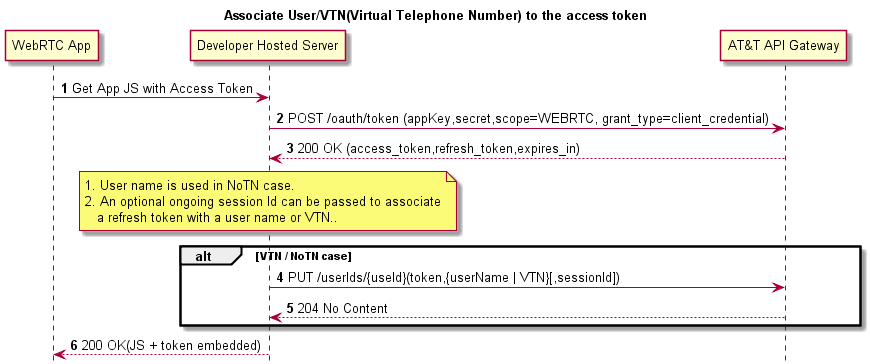 Associate User/VTN(Virtual Telephone Number) to the access token
WebRTC App
Developer Hosted Server
AT&T API Gateway
1 Get App JS with Access Token
2 POST /oauth/token (appKey,secret,scope=WEBRTC, grant_type=client_credential)
3 200 OK (access_token,refresh_token,expires_in)
1. User name is used in NoTN case.
2. An optional ongoing session Id can be passed to associate
a refresh token with a user name or VTN..
alt [VTN / NoTN case]
4 PUT /userIds/{useId}(token,{userName | VTN}[,sessionId])
5 204 No Content
6 200 OK(JS + token embedded)